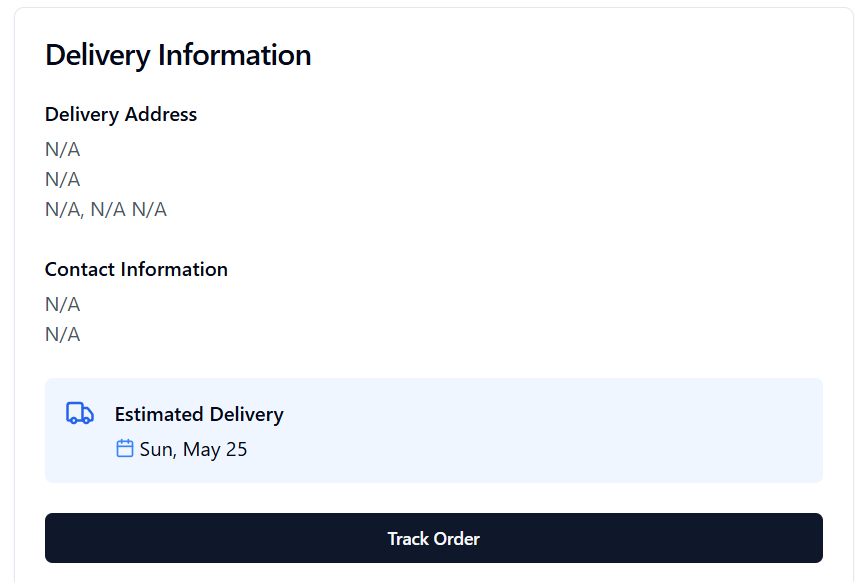 Delivery Information
Delivery Address
N/A
N/A
N/A, N/A N/A
Contact Information
N/A
N/A
Estimated Delivery
Sun, May 25
Track Order